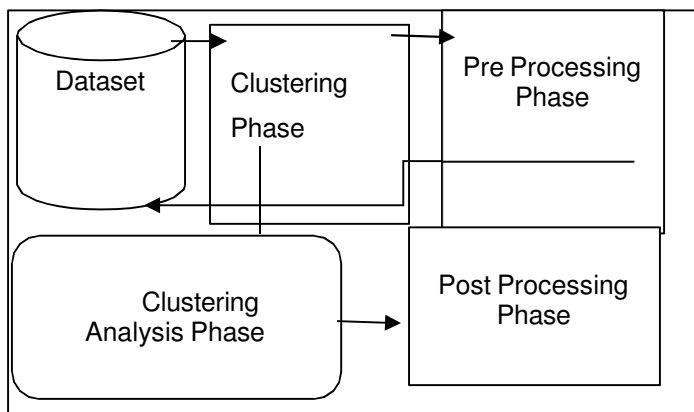 Dataset
Clustering
Phase
Pre Processing
Phase
Clustering
Analysis Phase
Post Processing
Phase